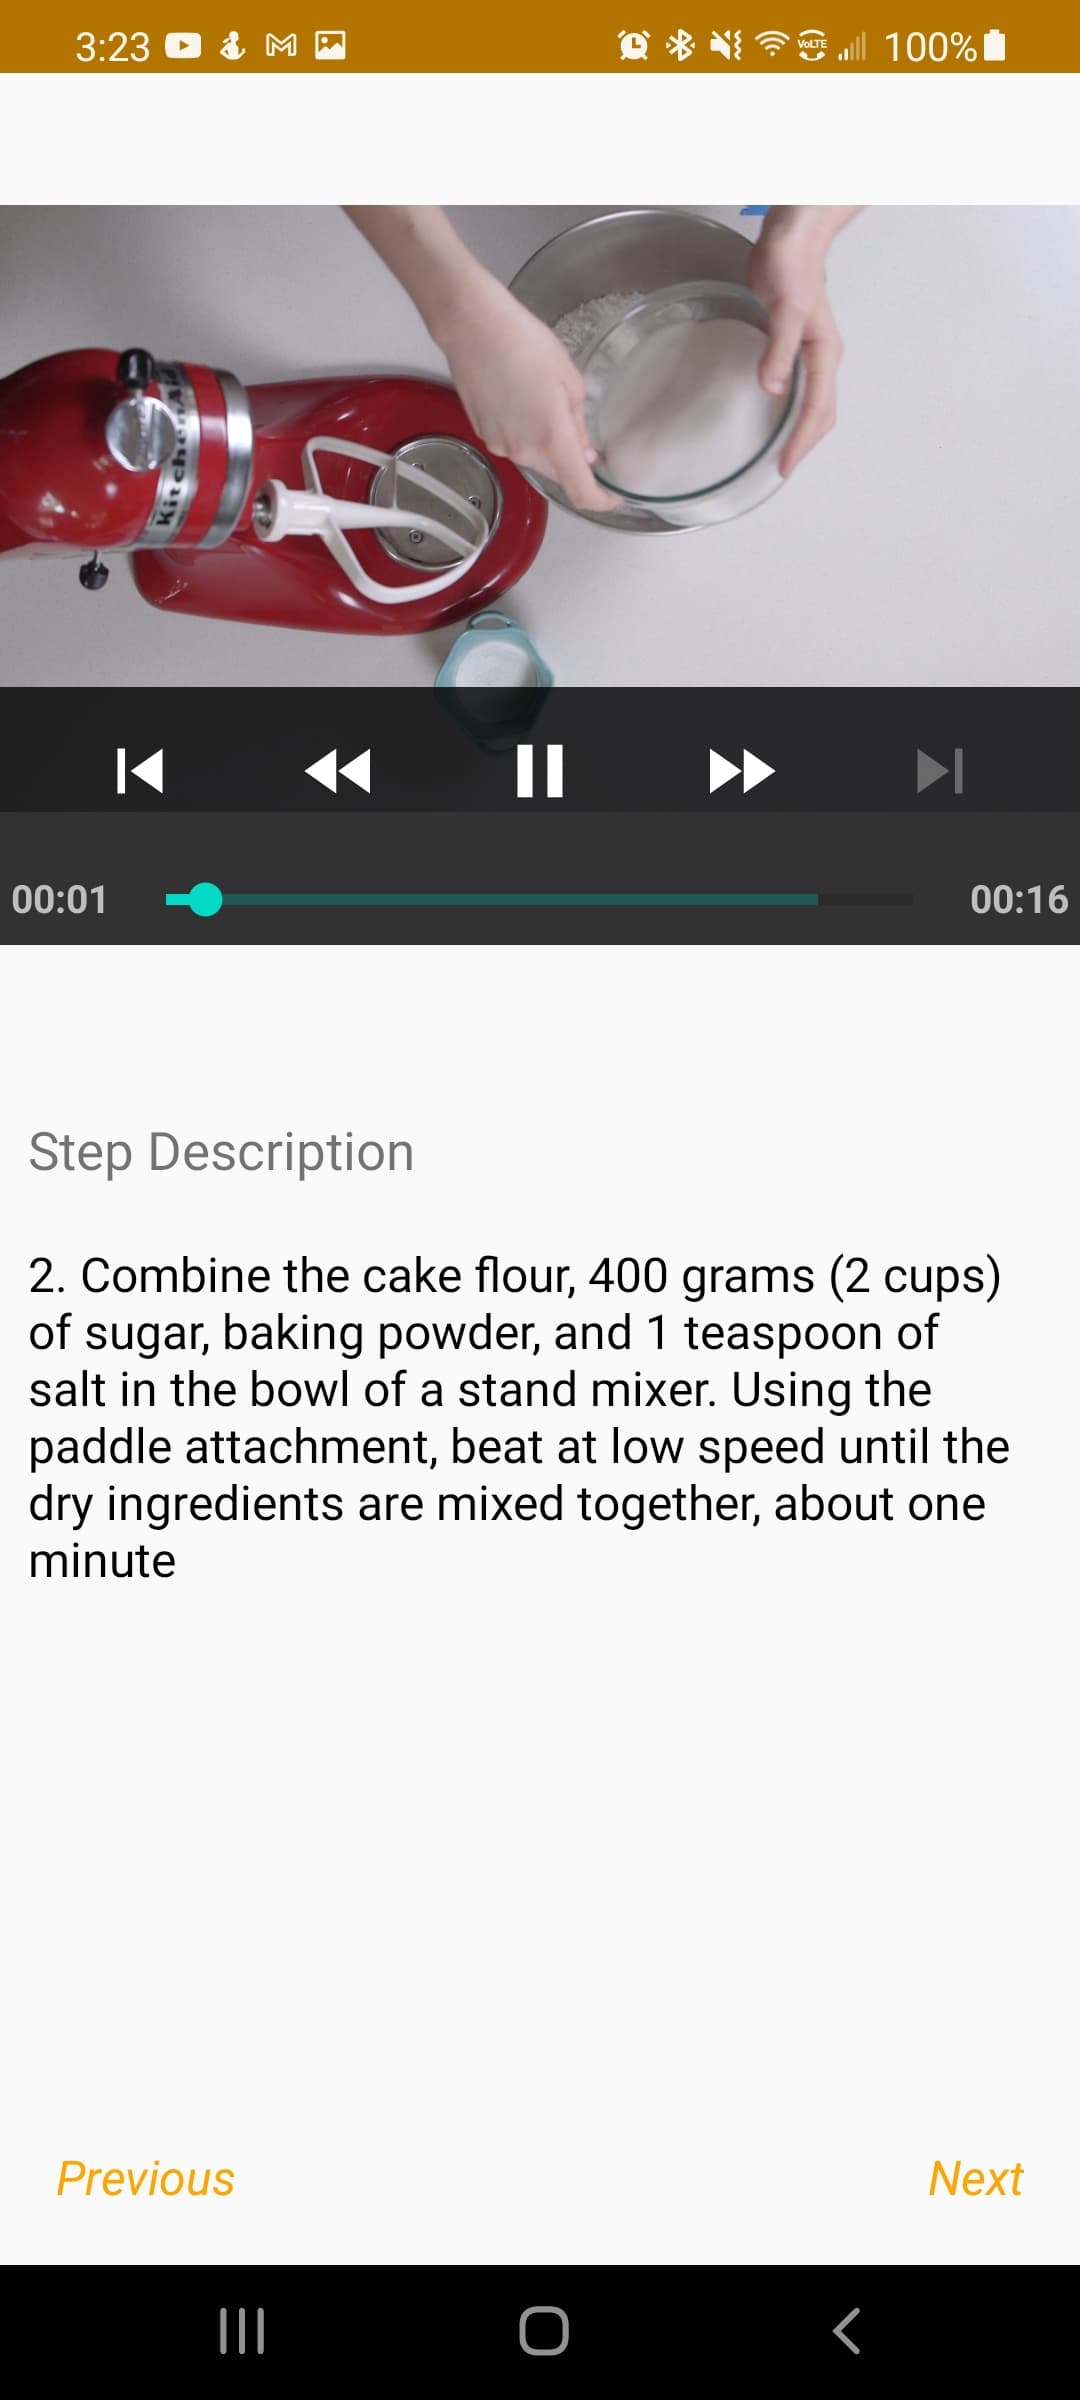 3:23 VoLTE 100%
KitchenAid
00:01 00:16
Step Description
2. Combine the cake flour, 400 grams (2 cups)
of sugar, baking powder, and 1 teaspoon of
salt in the bowl of a stand mixer. Using the
paddle attachment, beat at low speed until the
dry ingredients are mixed together, about one
minute
Previous Next